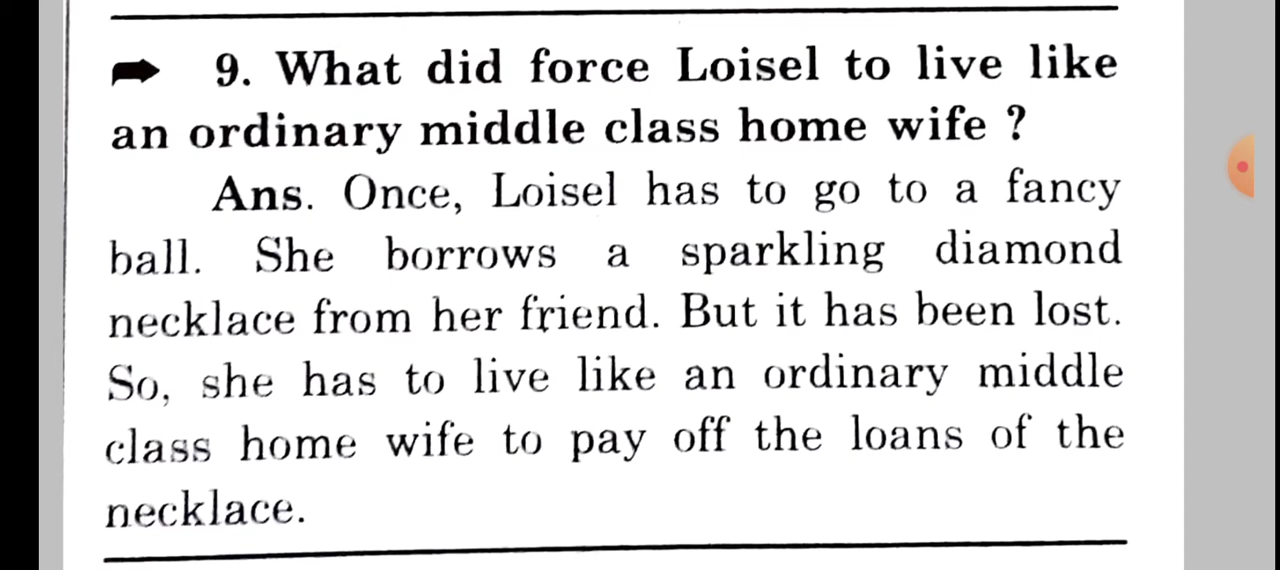 9. What did force Loisel to live like
an ordinary middle class home wife ?
Ans. Once, Loisel has to go to a fancy
ball. She borrows a sparkling diamond
necklace from her friend. But it has been lost.
So, she has to live like an ordinary middle
class home wife to pay off the loans of the
necklace.